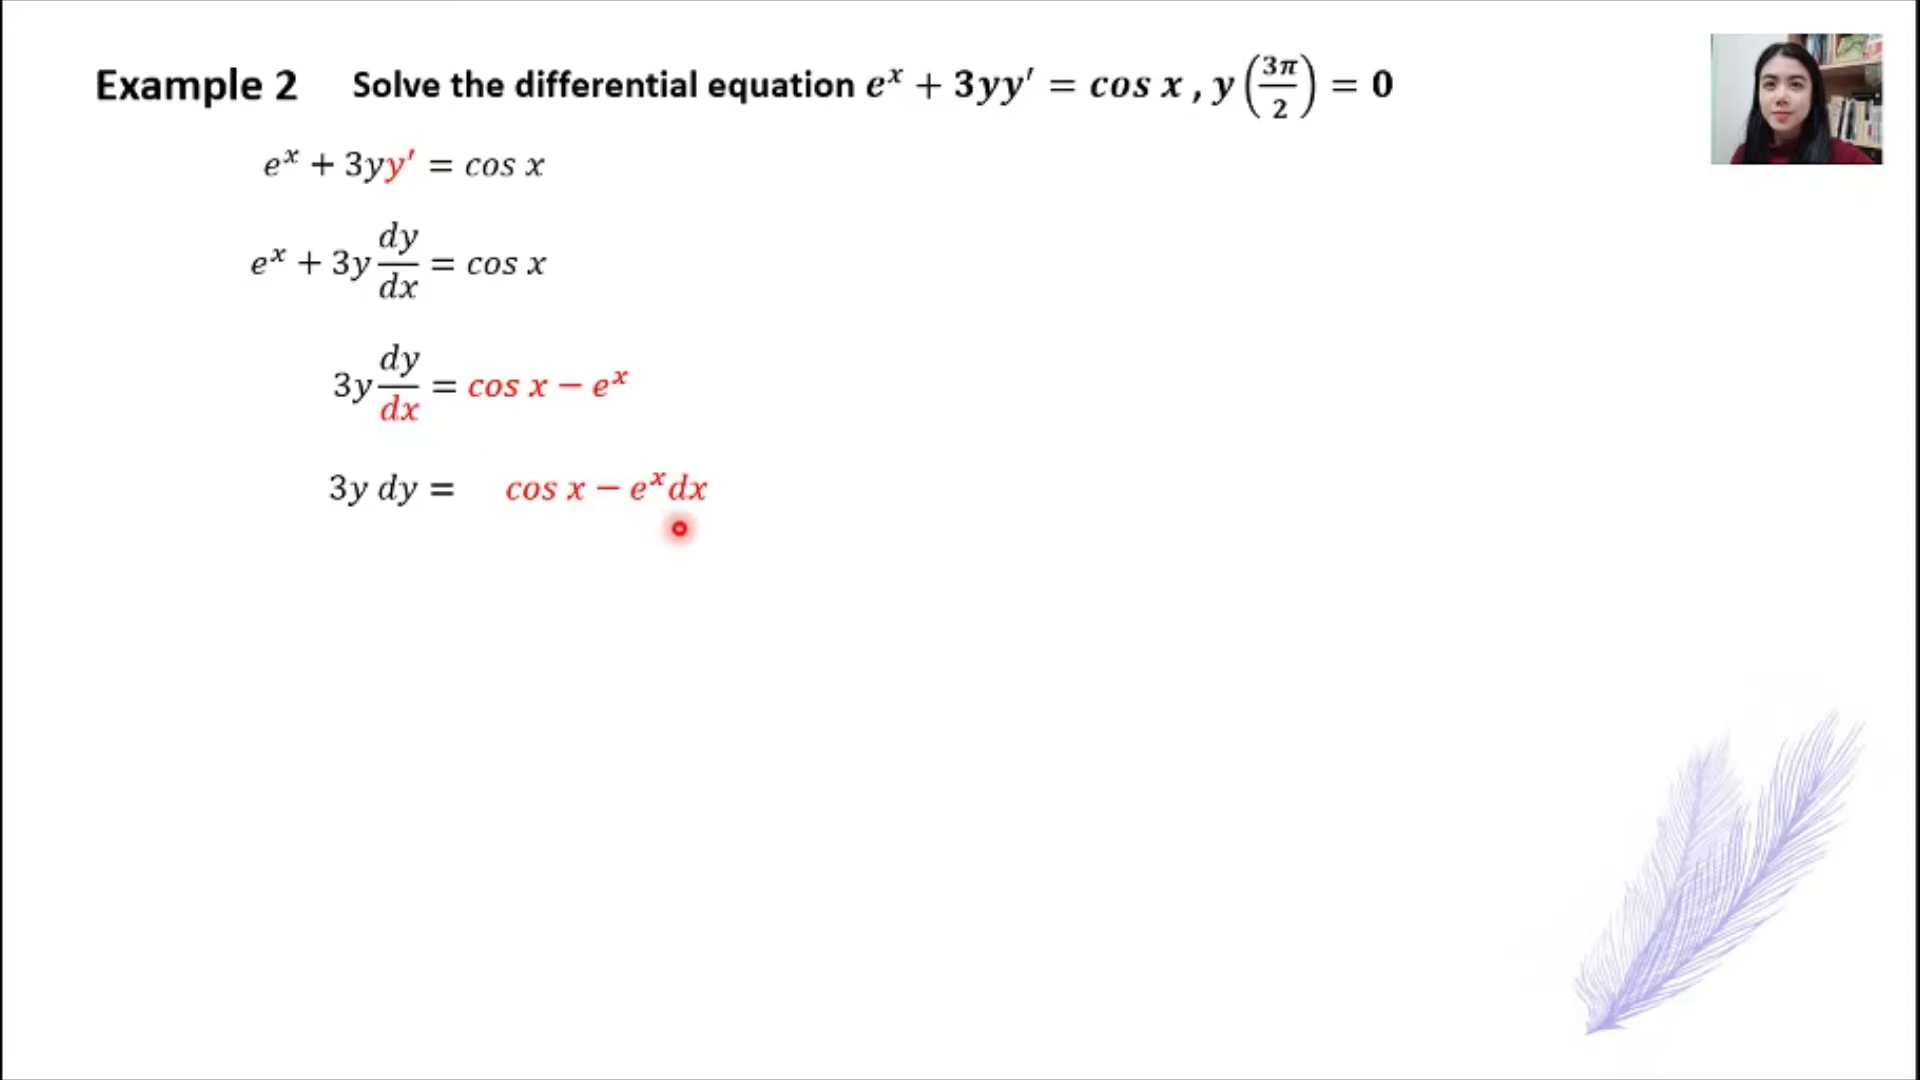 Example 2 Solve the differential equation eˣ + 3yy′ = cos x , y(3π/2) = 0
eˣ + 3yy′ = cos x
eˣ + 3y dy/dx = cos x
3y dy/dx = cos x − eˣ
3y dy = cos x − eˣdx